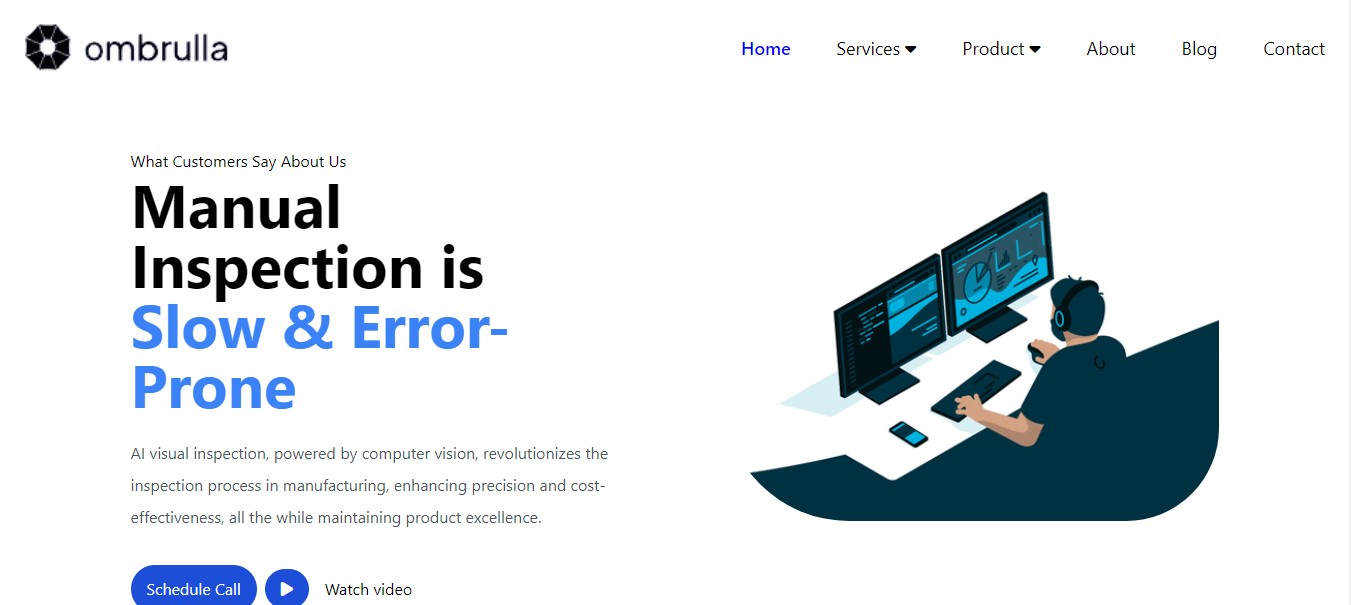 ombrulla
Home Services Product About Blog Contact
What Customers Say About Us
Manual
Inspection is
Slow & Error-
Prone
AI visual inspection, powered by computer vision, revolutionizes the
inspection process in manufacturing, enhancing precision and cost-
effectiveness, all the while maintaining product excellence.
Schedule Call Watch video